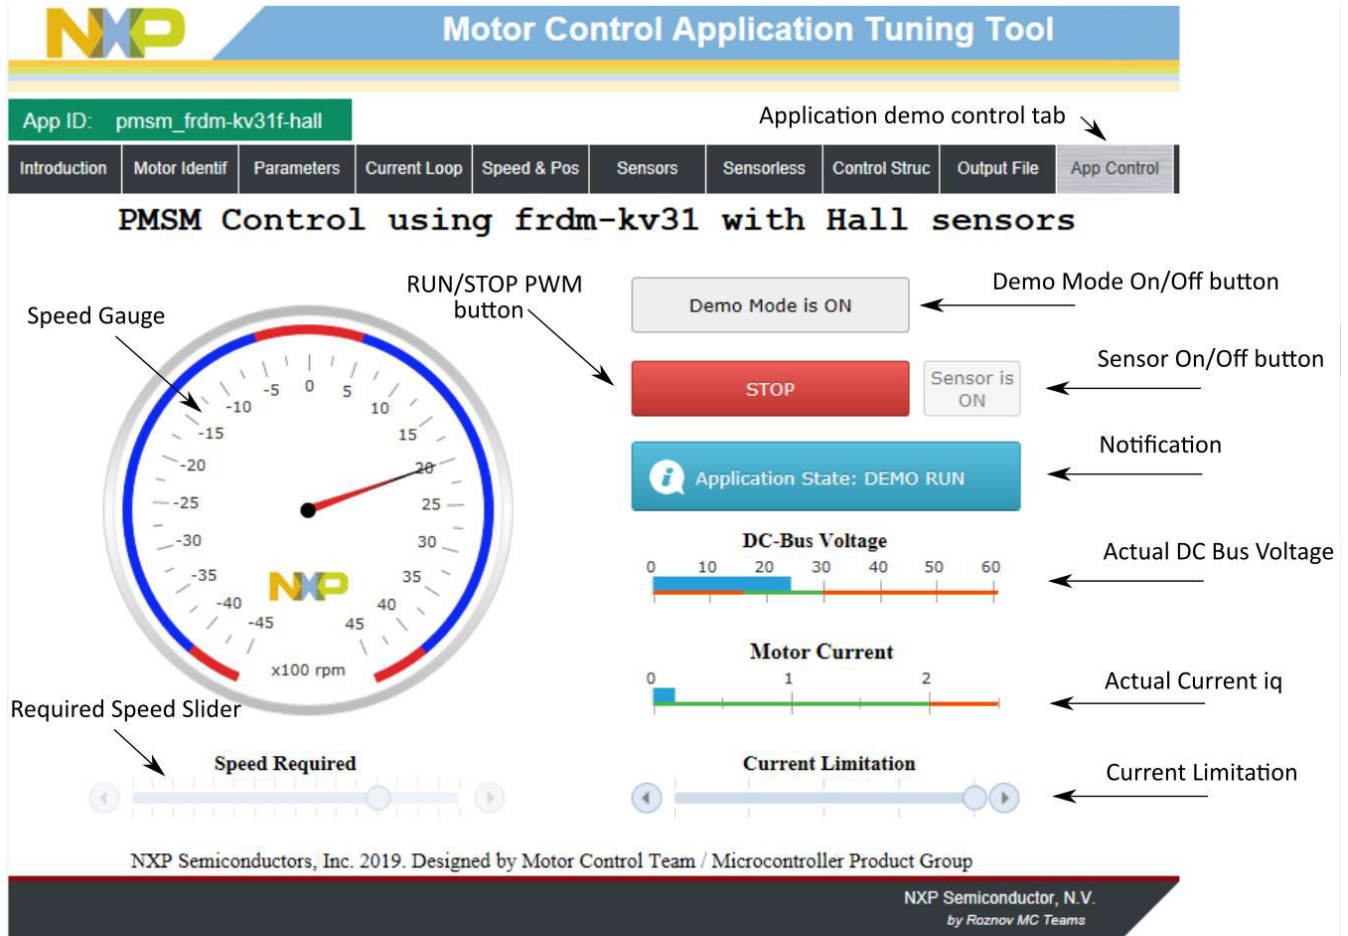 NXP
Motor Control Application Tuning Tool
App ID: pmsm_frdm-kv31f-hall
Application demo control tab
Introduction Motor Identif Parameters Current Loop Speed & Pos Sensors Sensorless Control Struc Output File App Control
PMSM Control using frdm-kv31 with Hall sensors
RUN/STOP PWM
button
Demo Mode is ON
Demo Mode On/Off button
Speed Gauge
STOP
Sensor is
ON
Sensor On/Off button
Application State: DEMO RUN
Notification
-45 -40 -35 -30 -25 -20 -15 -10 -5 0 5 10 15 20 25 30 35 40 45
NXP
x100 rpm
DC-Bus Voltage
0 10 20 30 40 50 60
Actual DC Bus Voltage
Motor Current
0 1 2
Actual Current iq
Required Speed Slider
Speed Required
Current Limitation
Current Limitation
NXP Semiconductors, Inc. 2019. Designed by Motor Control Team / Microcontroller Product Group
NXP Semiconductor, N.V.
by Roznov MC Teams